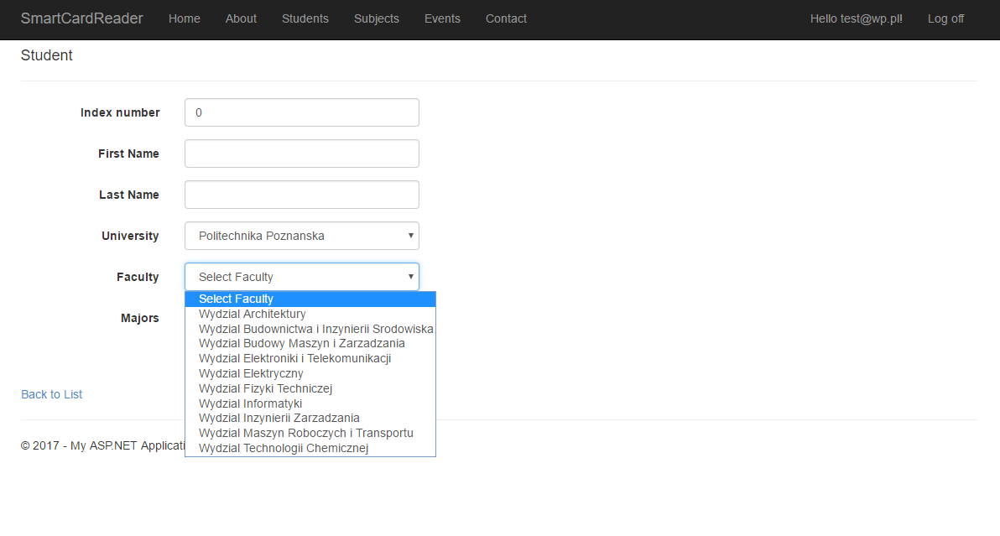 SmartCardReader Home About Students Subjects Events Contact Hello test@wp.pl! Log off
Student
Index number 0
First Name
Last Name
University Politechnika Poznanska
Faculty Select Faculty
Select Faculty
Wydzial Architektury
Majors
Wydzial Budownictwa i Inzynierii Srodowiska
Wydzial Budowy Maszyn i Zarzadzania
Wydzial Elektroniki i Telekomunikacji
Wydzial Elektryczny
Wydzial Fizyki Techniczej
Wydzial Informatyki
Wydzial Inzynierii Zarzadzania
Wydzial Maszyn Roboczych i Transportu
Wydzial Technologii Chemicznej
Back to List
© 2017 - My ASP.NET Applicati